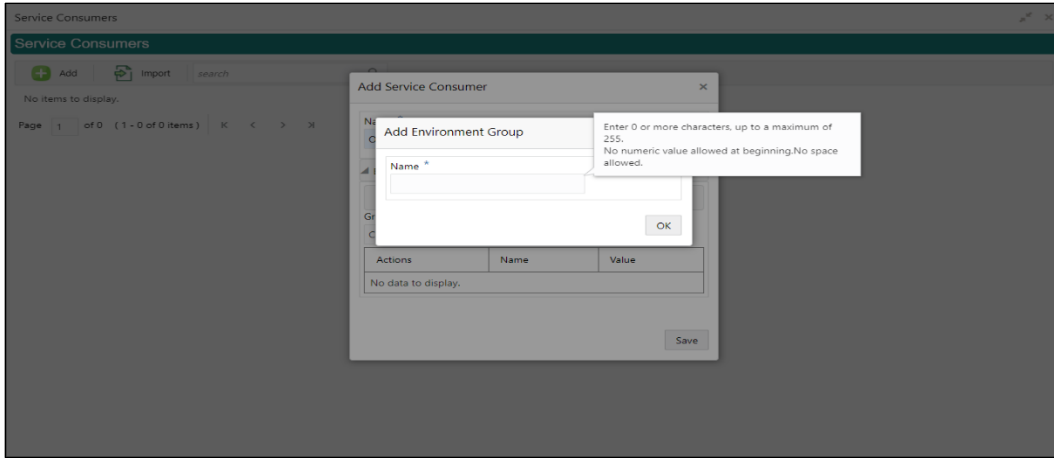 Service Consumers
Service Consumers
Add Import search
No items to display.
Page 1 of 0 (1 - 0 of 0 items)
Add Service Consumer
Add Environment Group
Name *
Enter 0 or more characters, up to a maximum of
255.
No numeric value allowed at beginning.No space
allowed.
OK
Actions Name Value
No data to display.
Save